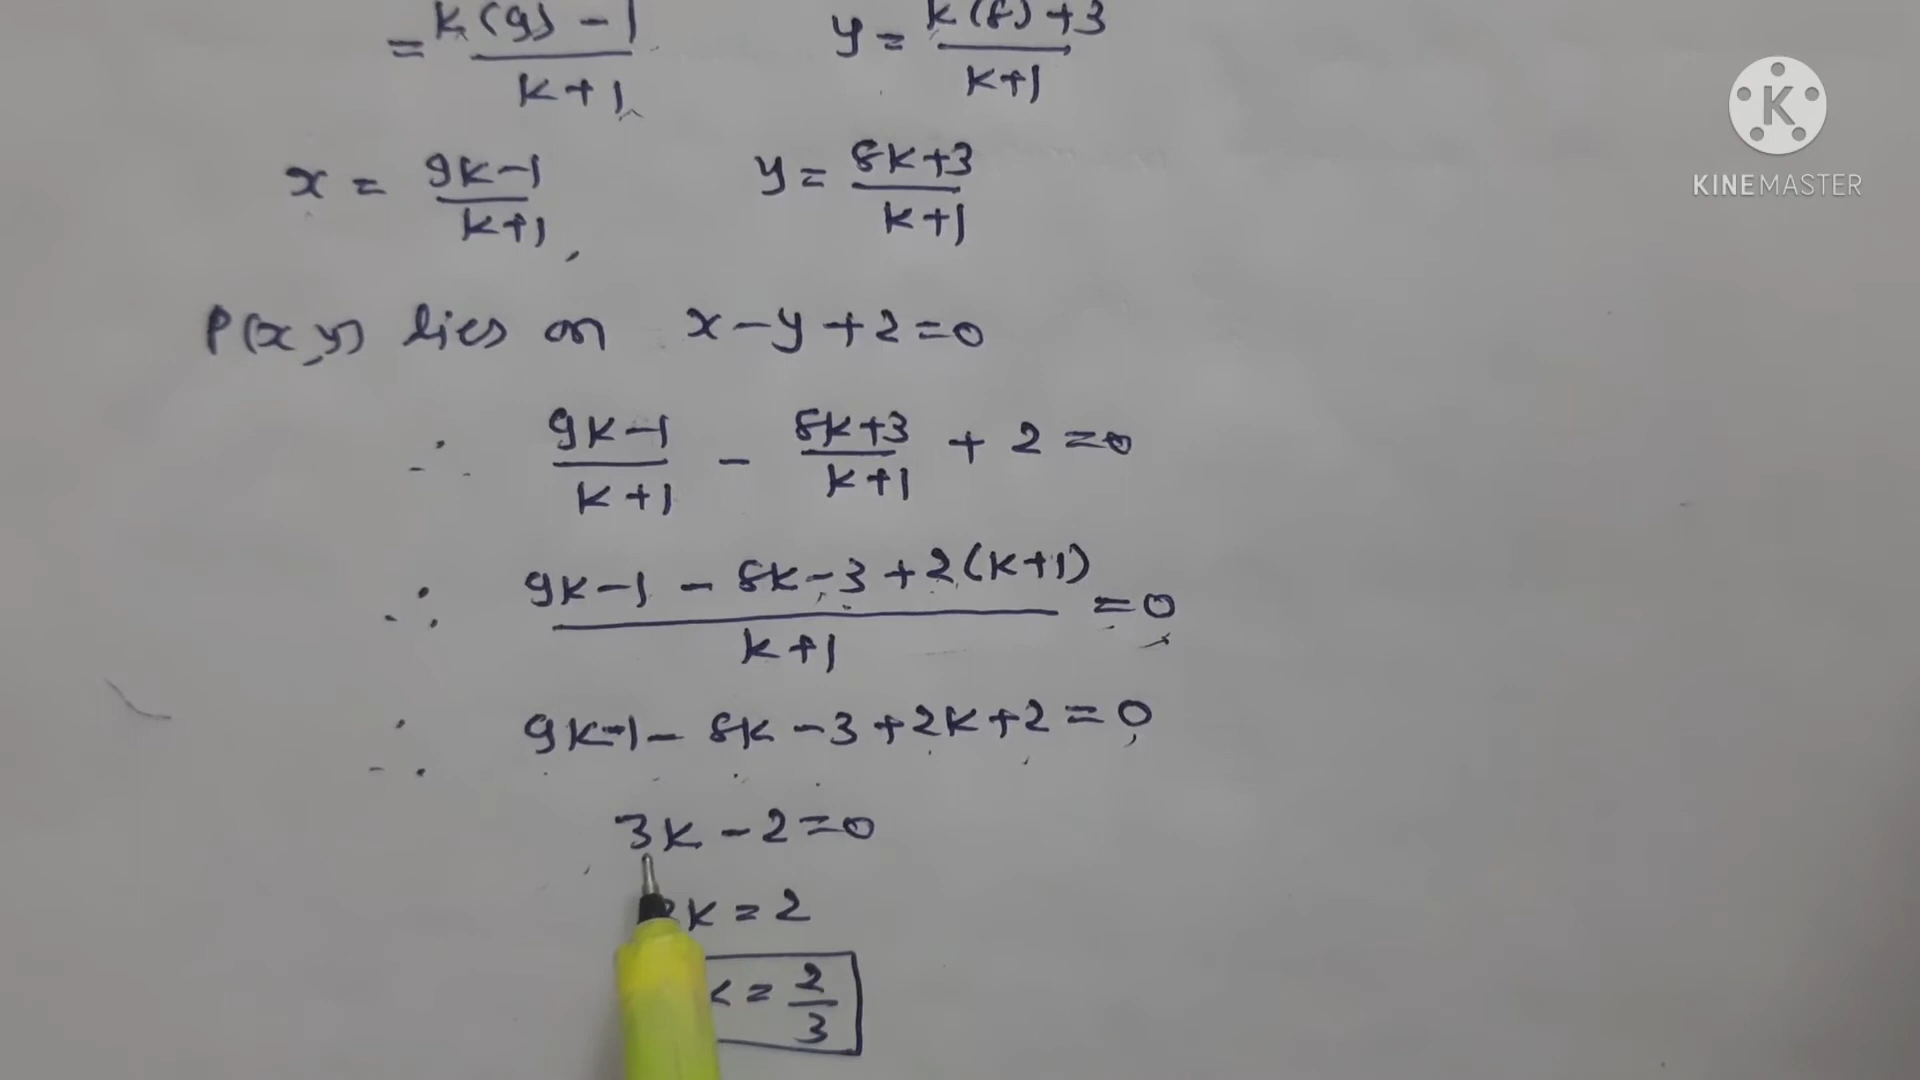 = k(9) - 1 / k+1    y = k(8) + 3 / k+1
K
KINEMASTER
x = 9k-1 / k+1,    y = 8k+3 / k+1
P(x,y) lies on x - y + 2 = 0
∴ 9k-1 / k+1 - 8k+3 / k+1 + 2 = 0
∴ 9k-1 - 8k-3 + 2(k+1) / k+1 = 0
∴ 9k-1 - 8k - 3 + 2k + 2 = 0
3k - 2 = 0
k = 2
= 2/3